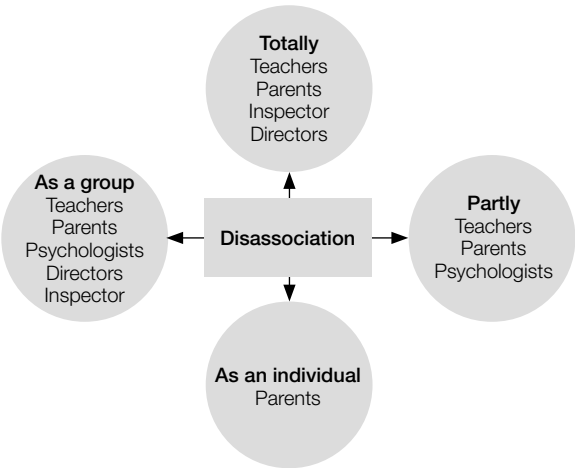 Totally
Teachers
Parents
Inspector
Directors
As a group
Teachers
Parents
Psychologists
Directors
Inspector
Disassociation
Partly
Teachers
Parents
Psychologists
As an individual
Parents